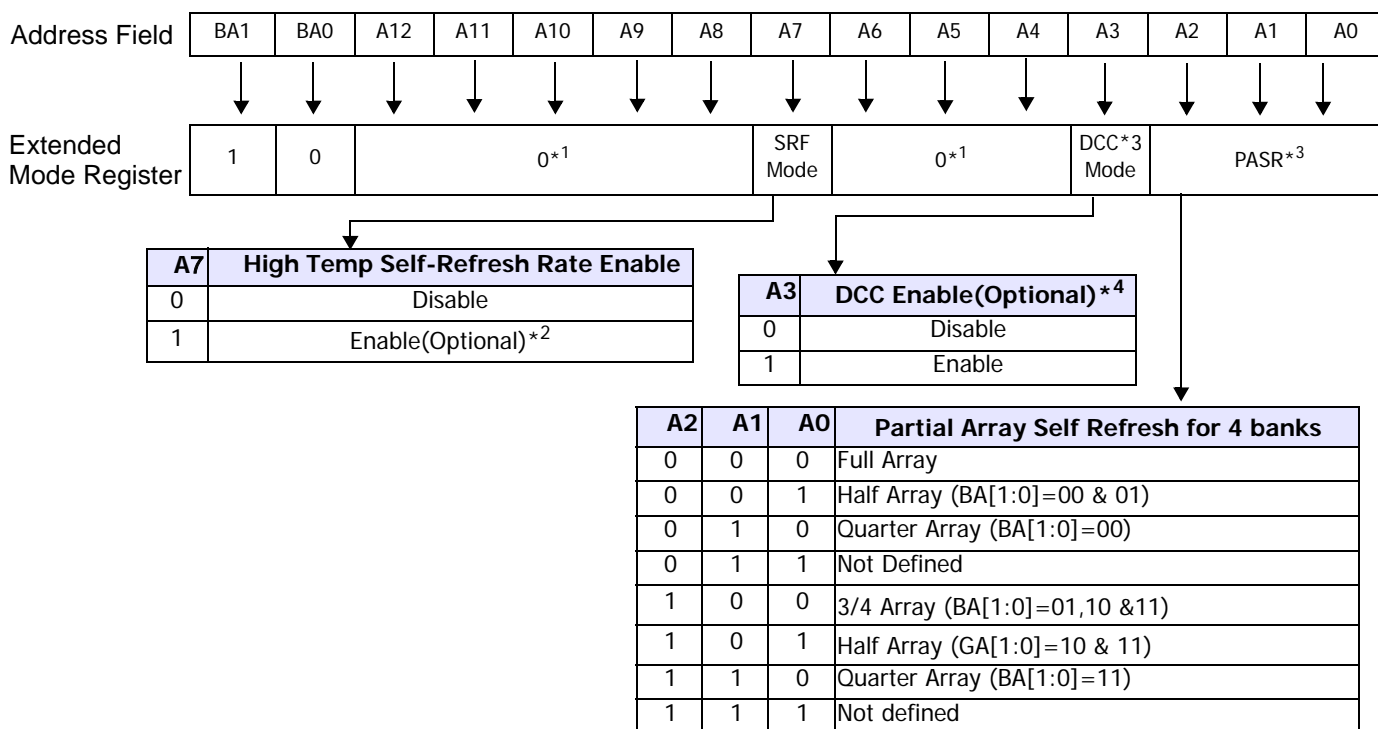 Address Field BA1 BA0 A12 A11 A10 A9 A8 A7 A6 A5 A4 A3 A2 A1 A0
Extended Mode Register 1 0 0*1 SRF Mode 0*1 DCC*3 Mode PASR*3
A7 High Temp Self-Refresh Rate Enable
0 Disable
1 Enable(Optional)*2
A3 DCC Enable(Optional)*4
0 Disable
1 Enable
A2 A1 A0 Partial Array Self Refresh for 4 banks
0 0 0 Full Array
0 0 1 Half Array (BA[1:0]=00 & 01)
0 1 0 Quarter Array (BA[1:0]=00)
0 1 1 Not Defined
1 0 0 3/4 Array (BA[1:0]=01,10 &11)
1 0 1 Half Array (GA[1:0]=10 & 11)
1 1 0 Quarter Array (BA[1:0]=11)
1 1 1 Not defined